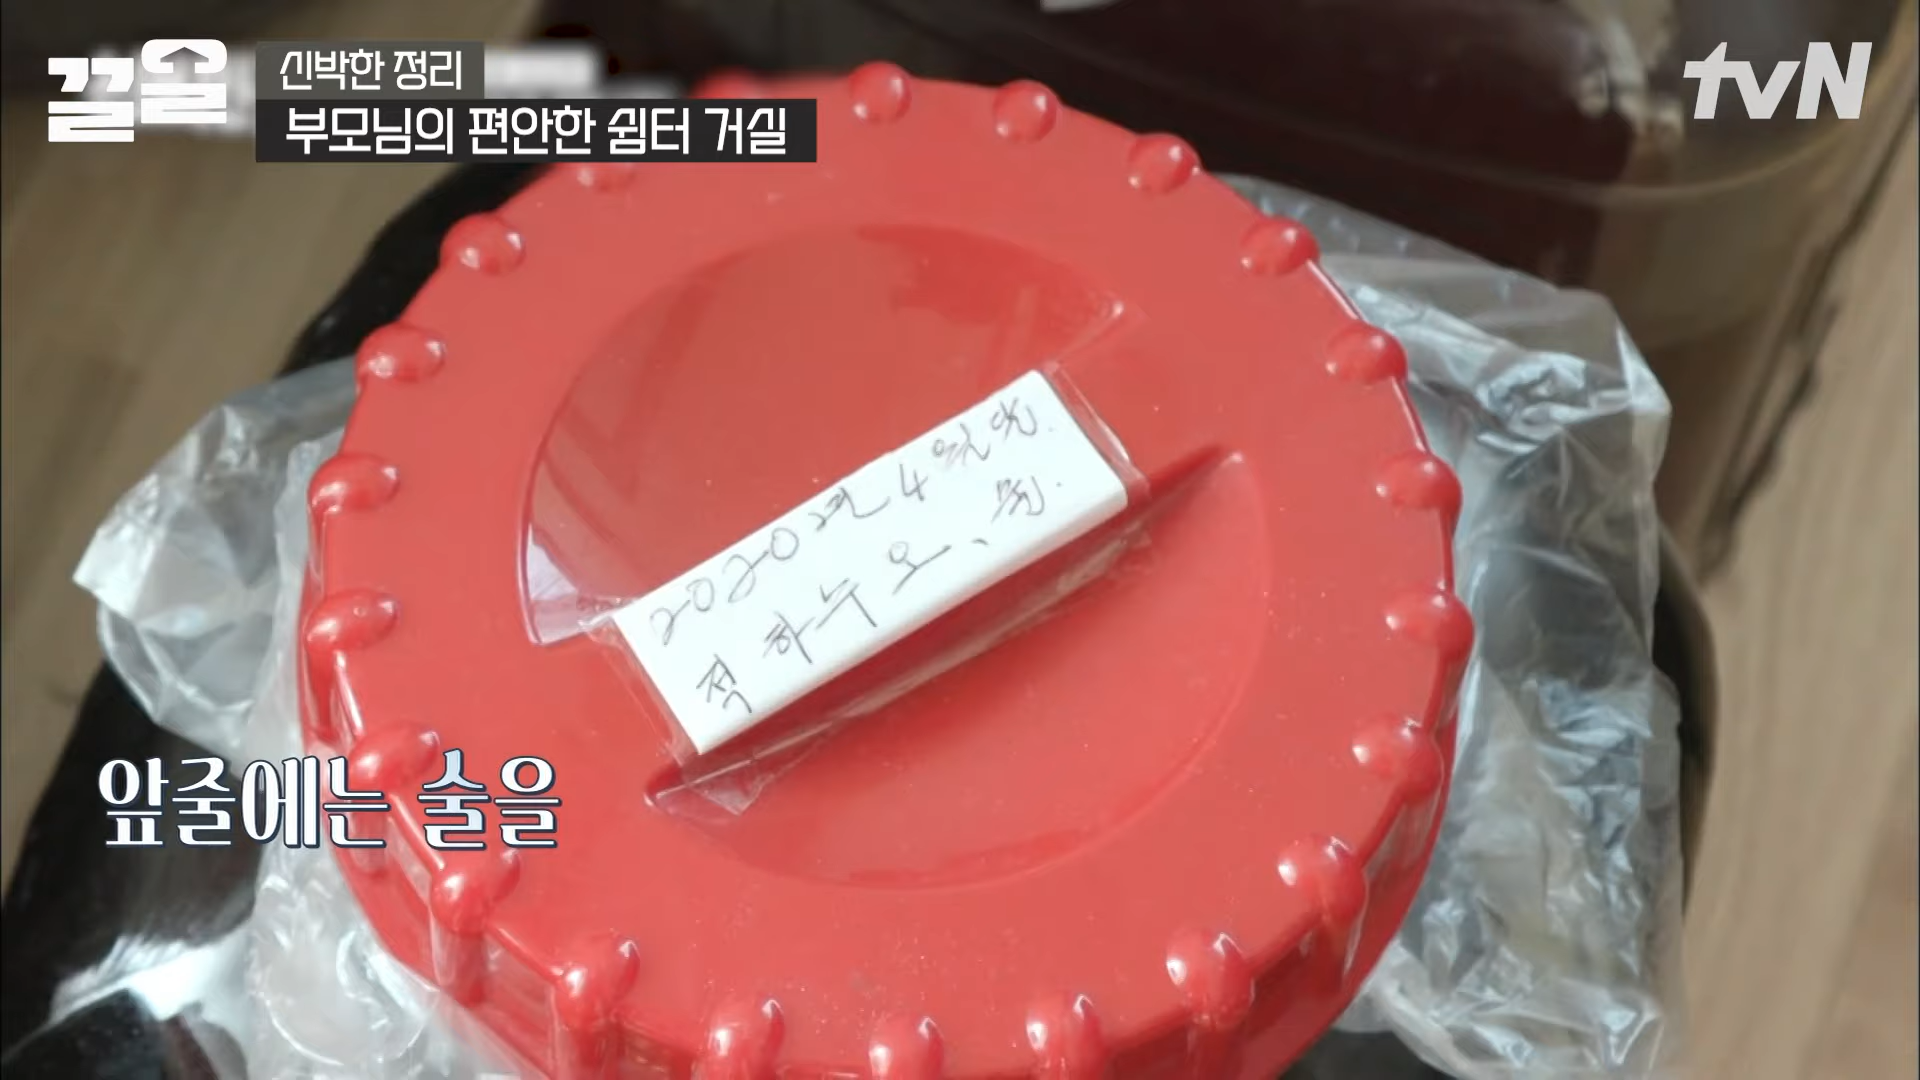 끌올
신박한 정리
부모님의 편안한 쉼터 거실
tvN
2020년 4월
적하수오
앞줄에는 술을